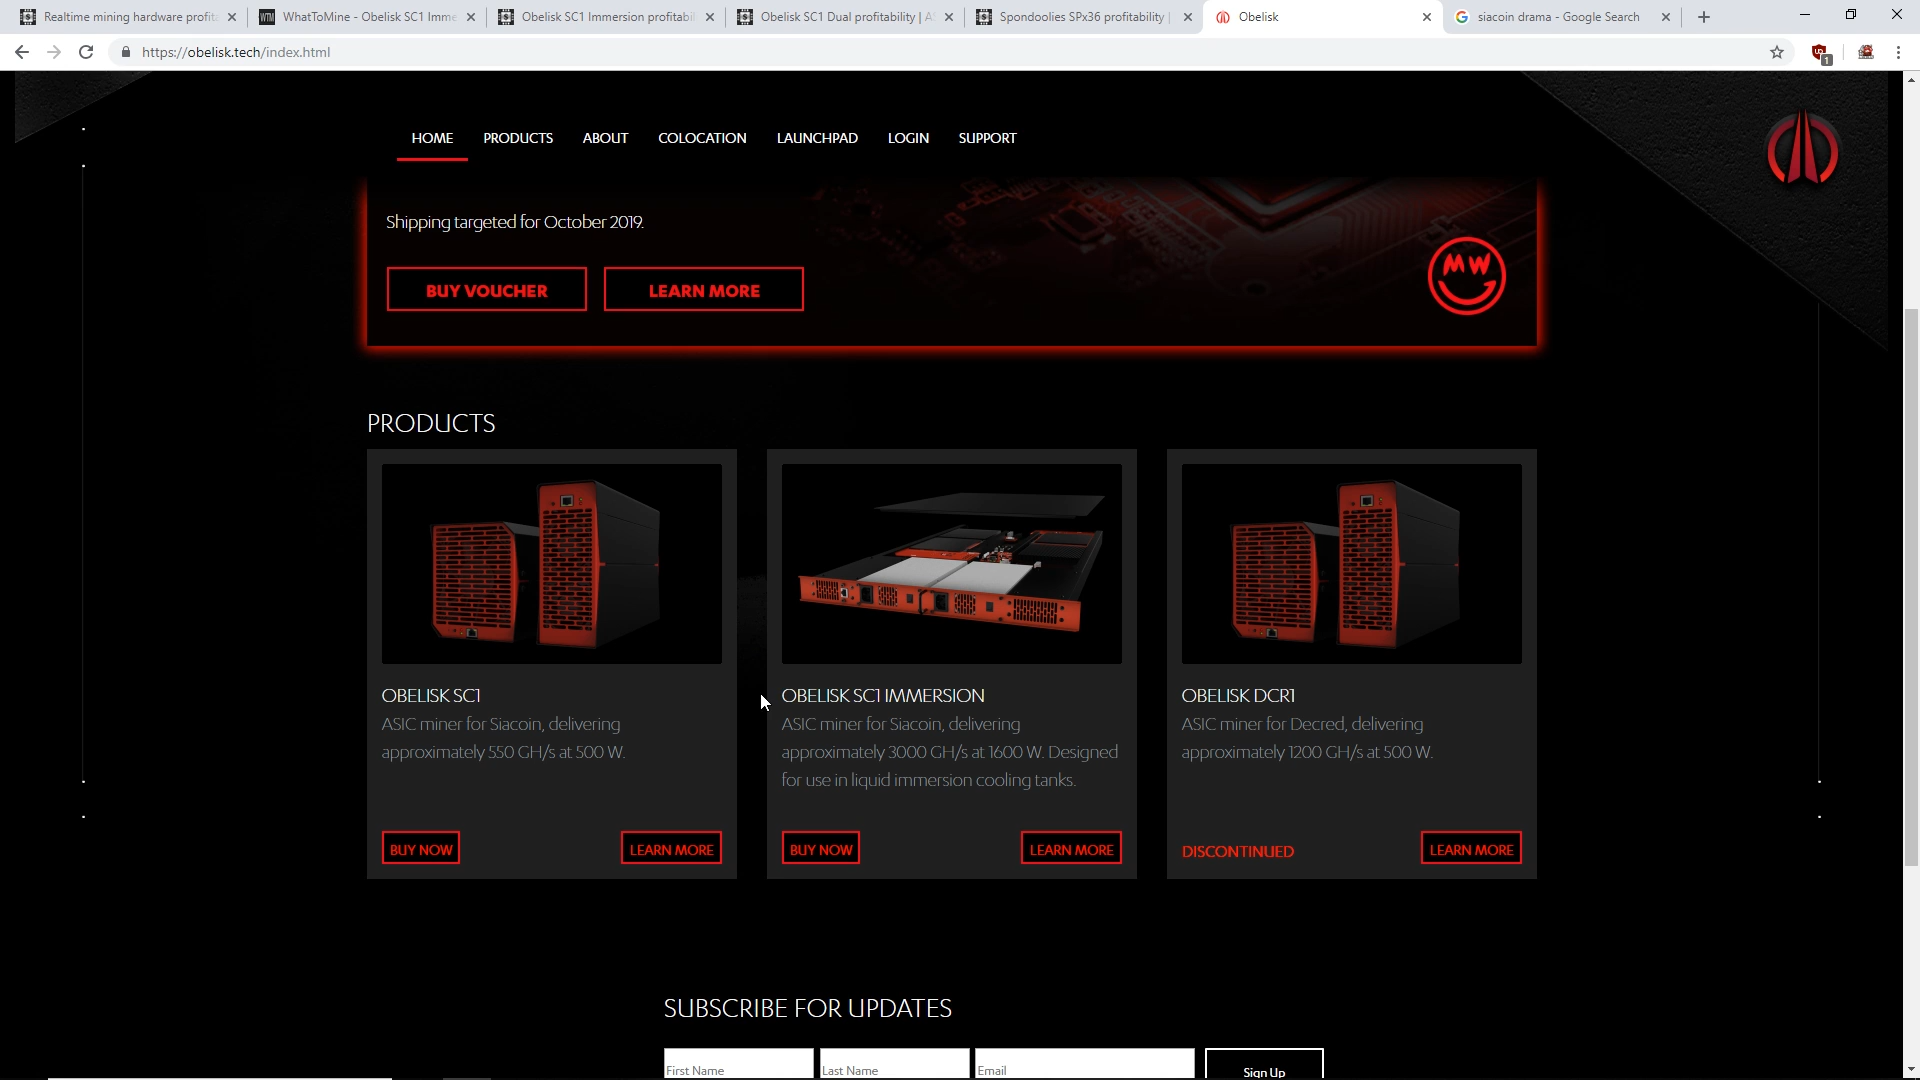 Realtime mining hardware profita
WhatToMine - Obelisk SC1 Imme
Obelisk SC1 Immersion profitabil
Obelisk SC1 Dual profitability | A
Spondoolies SPx36 profitability |
Obelisk
siacoin drama - Google Search
https://obelisk.tech/index.html
1
HOME
PRODUCTS
ABOUT
COLOCATION
LAUNCHPAD
LOGIN
SUPPORT
Shipping targeted for October 2019.
BUY VOUCHER
LEARN MORE
MW
PRODUCTS
OBELISK SC1
ASIC miner for Siacoin, delivering
approximately 550 GH/s at 500 W.
BUY NOW
LEARN MORE
OBELISK SC1 IMMERSION
ASIC miner for Siacoin, delivering
approximately 3000 GH/s at 1600 W. Designed
for use in liquid immersion cooling tanks.
BUY NOW
LEARN MORE
OBELISK DCR1
ASIC miner for Decred, delivering
approximately 1200 GH/s at 500 W.
DISCONTINUED
LEARN MORE
SUBSCRIBE FOR UPDATES
First Name
Last Name
Email
Sign Up